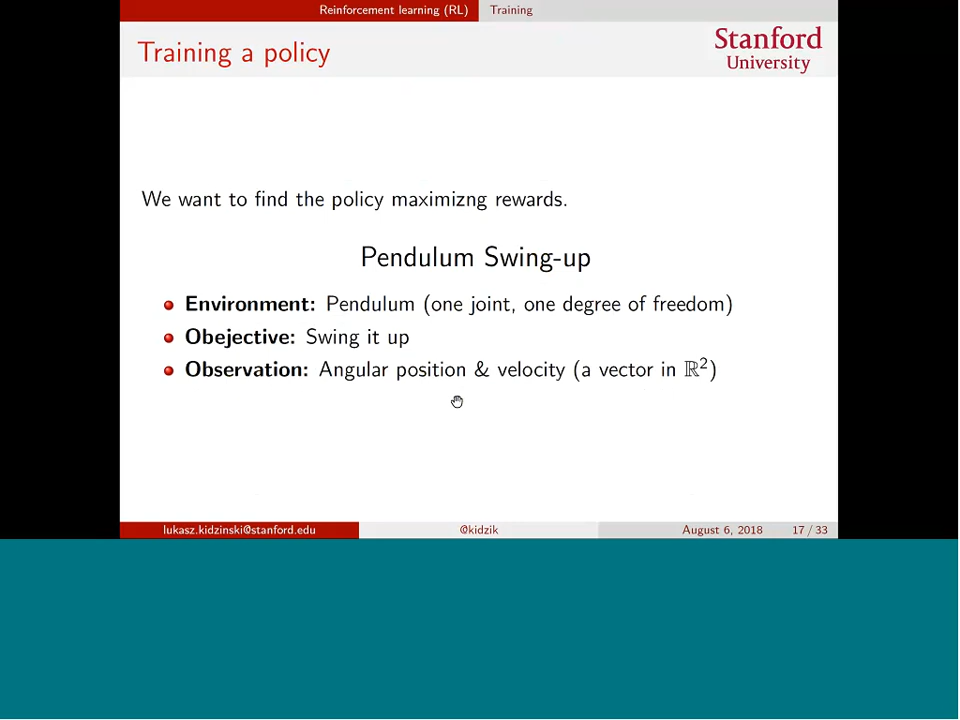 Reinforcement learning (RL) Training
Training a policy
Stanford
University
We want to find the policy maximizng rewards.
Pendulum Swing-up
Environment: Pendulum (one joint, one degree of freedom)
Obejective: Swing it up
Observation: Angular position & velocity (a vector in ℝ²)
lukasz.kidzinski@stanford.edu @kidzik August 6, 2018 17 / 33